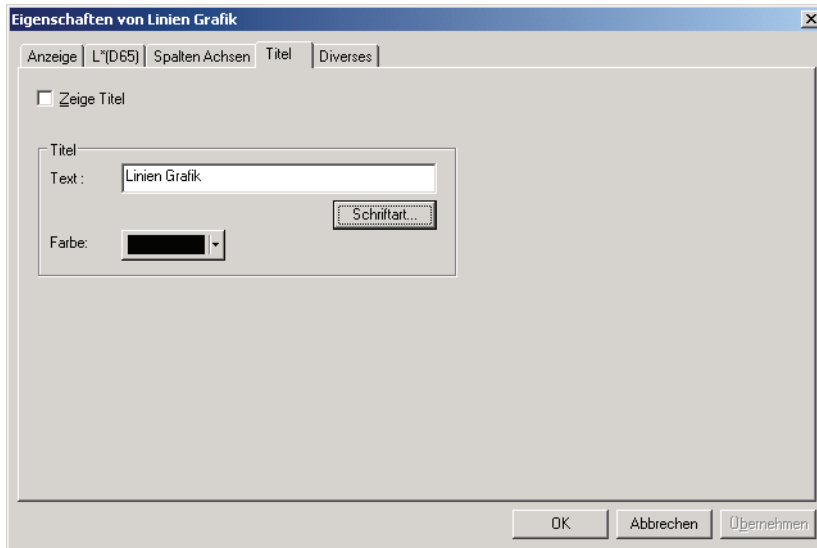 Eigenschaften von Linien Grafik
Anzeige L*(D65) Spalten Achsen Titel Diverses
Zeige Titel
Titel
Text : Linien Grafik
Schriftart...
Farbe:
OK Abbrechen Übernehmen